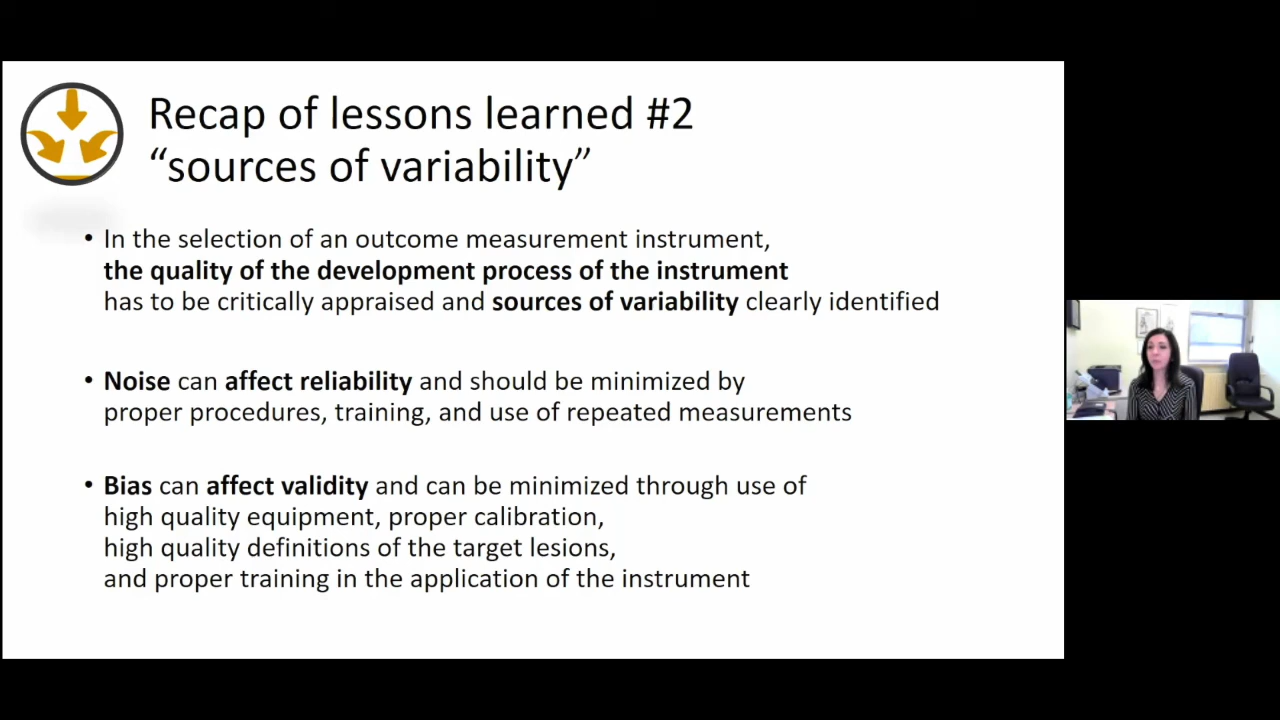 Recap of lessons learned #2
“sources of variability”
• In the selection of an outcome measurement instrument,
the quality of the development process of the instrument
has to be critically appraised and sources of variability clearly identified
• Noise can affect reliability and should be minimized by
proper procedures, training, and use of repeated measurements
• Bias can affect validity and can be minimized through use of
high quality equipment, proper calibration,
high quality definitions of the target lesions,
and proper training in the application of the instrument